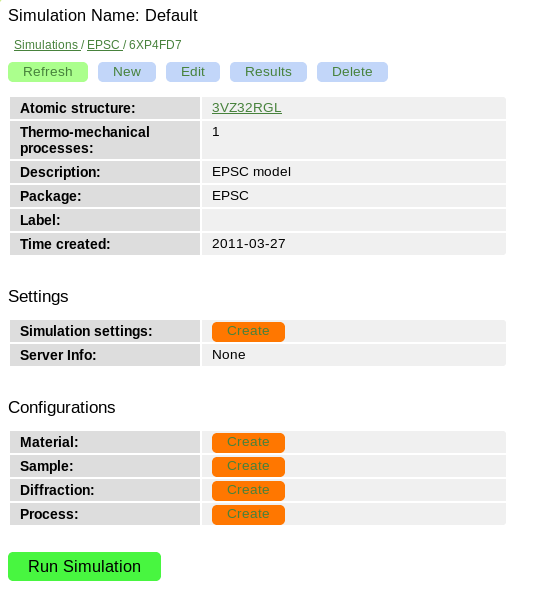 Simulation Name: Default
Simulations / EPSC / 6XP4FD7
Refresh New Edit Results Delete
Atomic structure: 3VZ32RGL
Thermo-mechanical processes: 1
Description: EPSC model
Package: EPSC
Label:
Time created: 2011-03-27
Settings
Simulation settings: Create
Server Info: None
Configurations
Material: Create
Sample: Create
Diffraction: Create
Process: Create
Run Simulation